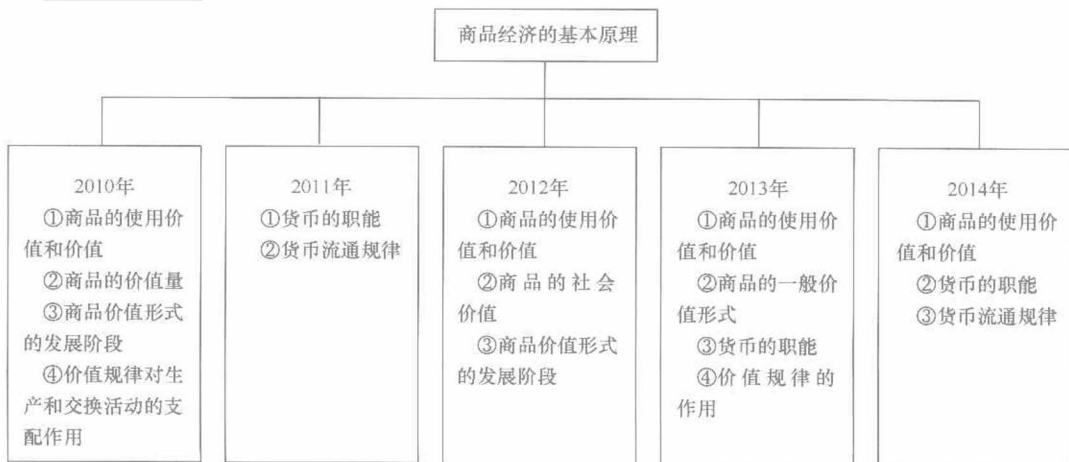 商品经济的基本原理
2010年
①商品的使用价
值和价值
②商品的价值量
③商品价值形式
的发展阶段
④价值规律对生
产和交换活动的支
配作用
2011年
①货币的职能
②货币流通规律
2012年
①商品的使用价
值和价值
②商品的社会
价值
③商品价值形式
的发展阶段
2013年
①商品的使用价
值和价值
②商品的一般价
值形式
③货币的职能
④价值规律的
作用
2014年
①商品的使用价
值和价值
②货币的职能
③货币流通规律